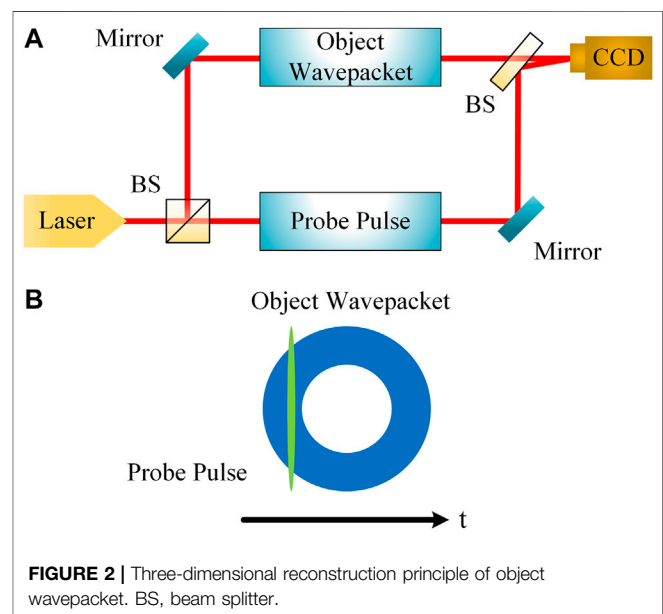 A
Mirror
Object
Wavepacket
CCD
BS
BS
Laser
Probe Pulse
Mirror
B
Object Wavepacket
Probe Pulse
t
FIGURE 2 | Three-dimensional reconstruction principle of object
wavepacket. BS, beam splitter.